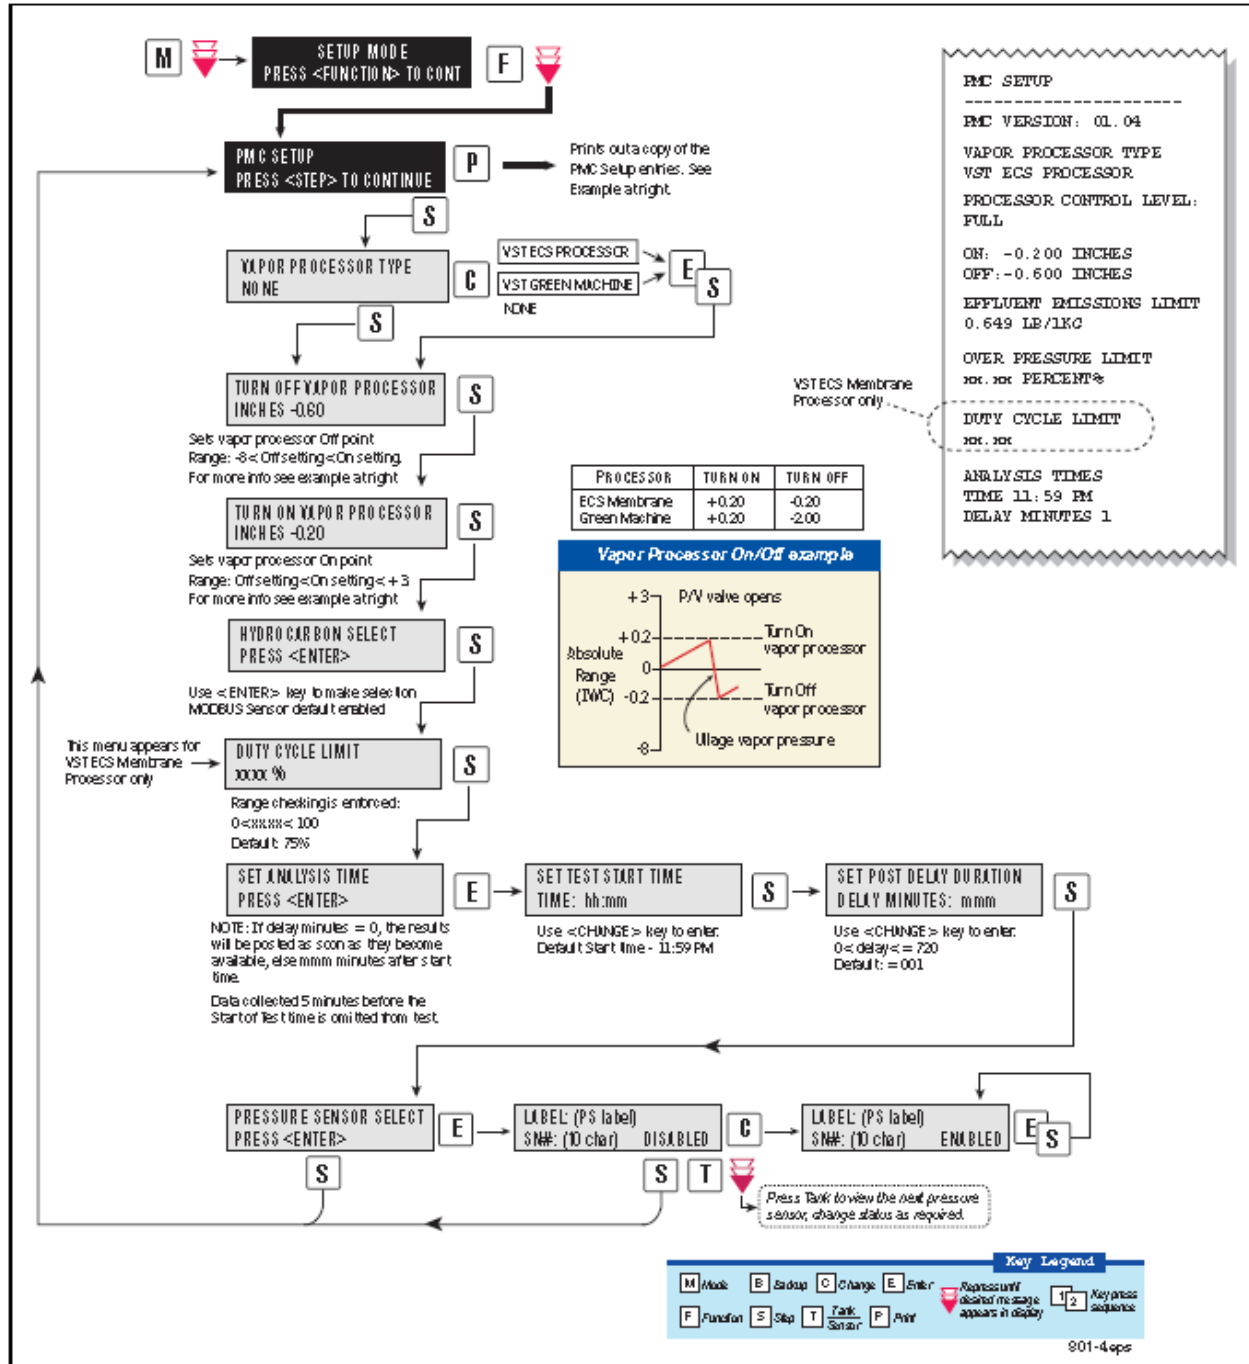 M
SETUP MODE
PRESS <FUNCTION> TO CONT
F
PMC SETUP
PRESS <STEP> TO CONTINUE
P
Prints out a copy of the
PMC Setup entries. See
Example at right.
S
VAPOR PROCESSOR TYPE
NONE
C
VST ECS PROCESSOR
VST GREEN MACHINE
NONE
E
S
S
TURN OFF VAPOR PROCESSOR
INCHES -0.60
S
Sets vapor processor Off point
Range: -8< Off setting<On setting.
For more info see example at right
TURN ON VAPOR PROCESSOR
INCHES -0.20
S
Sets vapor processor On point
Range: Off setting<On setting< +3
For more info see example at right
HYDROCARBON SELECT
PRESS <ENTER>
S
Use <ENTER> key to make selection
MODBUS Sensor default enabled
This menu appears for
VST ECS Membrane
Processor only
DUTY CYCLE LIMIT
xx.xx %
S
Range checking is enforced:
0<xx.xx< 100
Default: 75%
SET ANALYSIS TIME
PRESS <ENTER>
E
NOTE: If delay minutes = 0, the results
will be posted as soon as they become
available, else mmm minutes after start
time.
Data collected 5 minutes before the
Start of Test time is omitted from test.
SET TEST START TIME
TIME: hh:mm
S
Use <CHANGE> key to enter.
Default Start time - 11:59 PM
SET POST DELAY DURATION
DELAY MINUTES: mmm
S
Use <CHANGE> key to enter.
0< delay<=720
Default: =001
PRESSURE SENSOR SELECT
PRESS <ENTER>
E
S
LABEL: (PS label)
SN#: (10 char) DISABLED
C
S
T
LABEL: (PS label)
SN#: (10 char) ENABLED
E
S
Press Tank to view the next pressure
sensor, change status as required.
PROCESSOR TURN ON TURN OFF
ECS Membrane +0.20 -0.20
Green Machine +0.20 -2.00
Vapor Processor On/Off example
+3
P/V valve opens
+0.2
Turn On
vapor processor
Absolute
Range
(IWC)
0
-0.2
Turn Off
vapor processor
Ullage vapor pressure
-8
PMC SETUP
----------------------
PMC VERSION: 01.04
VAPOR PROCESSOR TYPE
VST ECS PROCESSOR
PROCESSOR CONTROL LEVEL:
FULL
ON: -0.200 INCHES
OFF:-0.600 INCHES
EFFLUENT EMISSIONS LIMIT
0.649 LB/1KG
OVER PRESSURE LIMIT
xx.xx PERCENT%
VST ECS Membrane
Processor only
DUTY CYCLE LIMIT
xx.xx
ANALYSIS TIMES
TIME 11:59 PM
DELAY MINUTES 1
Key Legend
M Mode B Backup C Change E Enter
F Function S Step T Tank Sensor P Print
Repress until
desired message
appears in display
1 2 Key press
sequence
901-4.eps